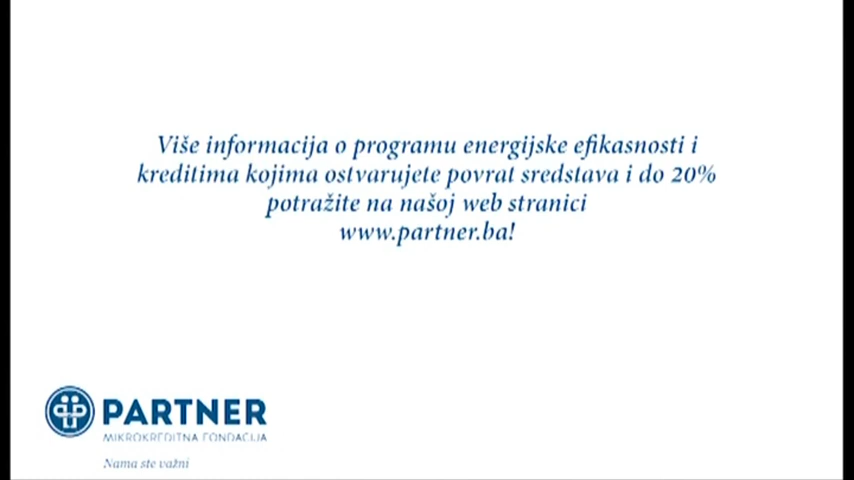 Više informacija o programu energijske efikasnosti i
kreditima kojima ostvarujete povrat sredstava i do 20%
potražite na našoj web stranici
www.partner.ba!
PARTNER
MIKROKREDITNA FONDACIJA
Nama ste važni